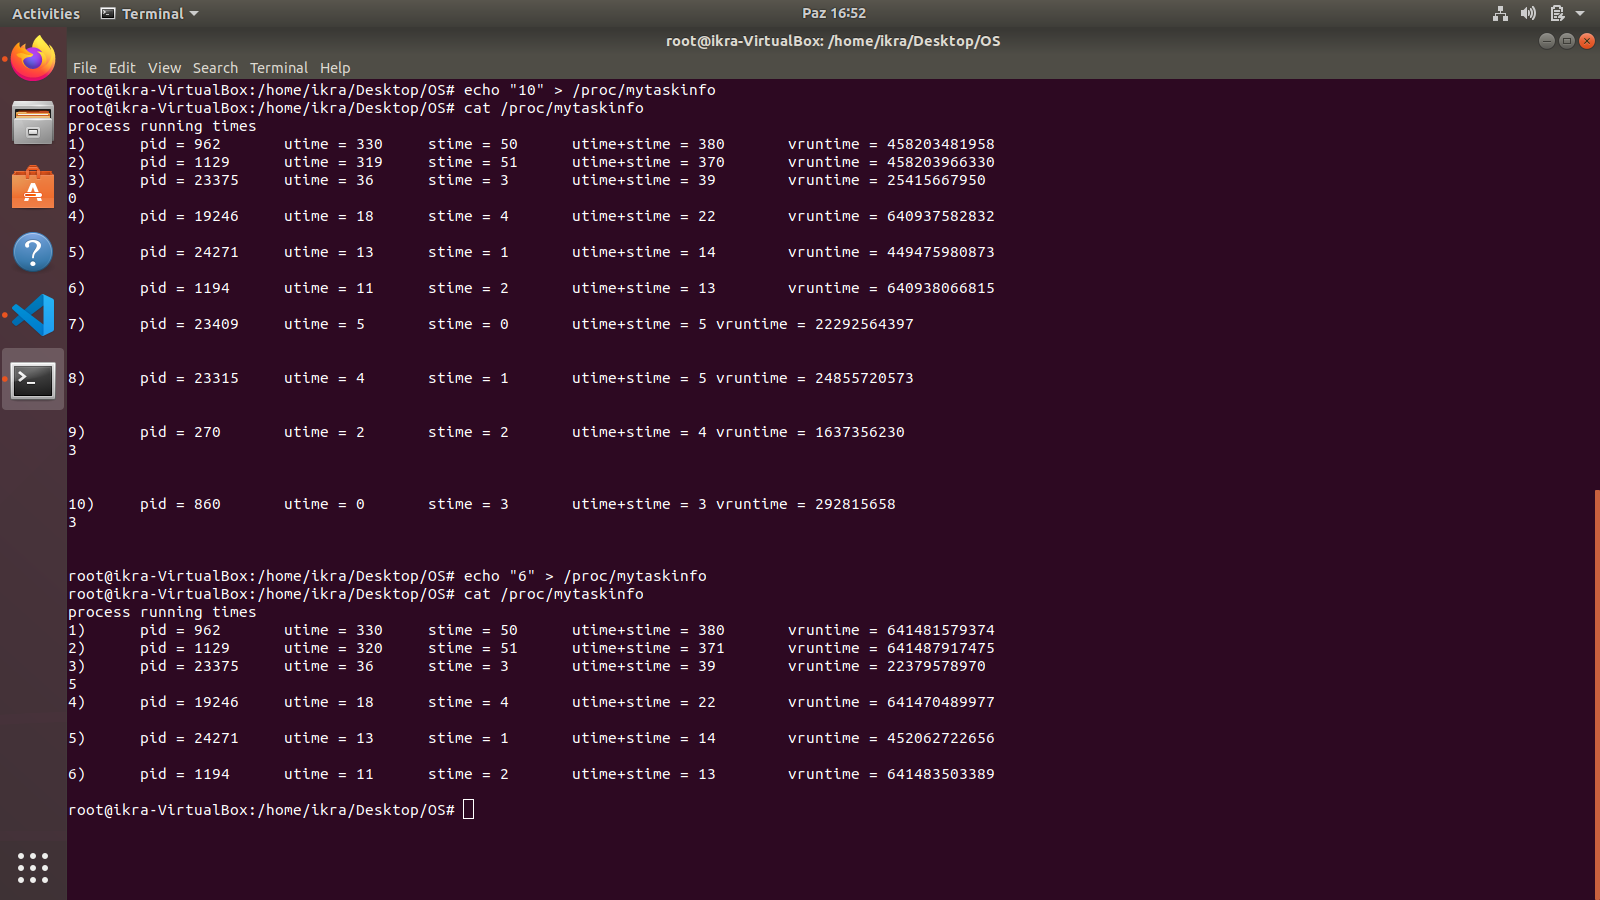 Activities
Terminal
Paz 16:52
root@ikra-VirtualBox: /home/ikra/Desktop/OS
File Edit View Search Terminal Help
root@ikra-VirtualBox:/home/ikra/Desktop/OS# echo "10" > /proc/mytaskinfo
root@ikra-VirtualBox:/home/ikra/Desktop/OS# cat /proc/mytaskinfo
process running times
1) pid = 962 utime = 330 stime = 50 utime+stime = 380 vruntime = 458203481958
2) pid = 1129 utime = 319 stime = 51 utime+stime = 370 vruntime = 458203966330
3) pid = 23375 utime = 36 stime = 3 utime+stime = 39 vruntime = 25415667950
0
4) pid = 19246 utime = 18 stime = 4 utime+stime = 22 vruntime = 640937582832
5) pid = 24271 utime = 13 stime = 1 utime+stime = 14 vruntime = 449475980873
6) pid = 1194 utime = 11 stime = 2 utime+stime = 13 vruntime = 640938066815
7) pid = 23409 utime = 5 stime = 0 utime+stime = 5 vruntime = 22292564397
8) pid = 23315 utime = 4 stime = 1 utime+stime = 5 vruntime = 24855720573
9) pid = 270 utime = 2 stime = 2 utime+stime = 4 vruntime = 1637356230
3
10) pid = 860 utime = 0 stime = 3 utime+stime = 3 vruntime = 292815658
3
root@ikra-VirtualBox:/home/ikra/Desktop/OS# echo "6" > /proc/mytaskinfo
root@ikra-VirtualBox:/home/ikra/Desktop/OS# cat /proc/mytaskinfo
process running times
1) pid = 962 utime = 330 stime = 50 utime+stime = 380 vruntime = 641481579374
2) pid = 1129 utime = 320 stime = 51 utime+stime = 371 vruntime = 641487917475
3) pid = 23375 utime = 36 stime = 3 utime+stime = 39 vruntime = 22379578970
5
4) pid = 19246 utime = 18 stime = 4 utime+stime = 22 vruntime = 641470489977
5) pid = 24271 utime = 13 stime = 1 utime+stime = 14 vruntime = 452062722656
6) pid = 1194 utime = 11 stime = 2 utime+stime = 13 vruntime = 641483503389
root@ikra-VirtualBox:/home/ikra/Desktop/OS#